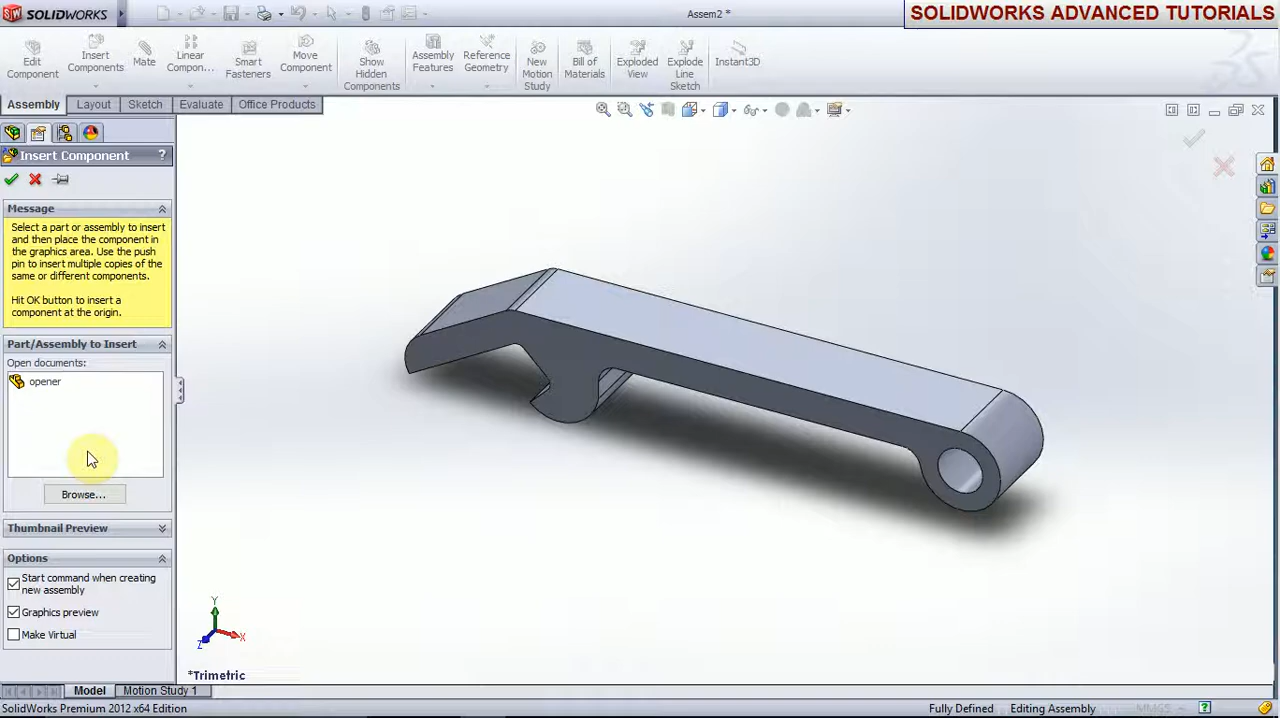 SOLIDWORKS
Assem2 *
SOLIDWORKS ADVANCED TUTORIALS
Edit
Component
Insert
Components
Mate
Linear
Compon...
Smart
Fasteners
Move
Component
Show
Hidden
Components
Assembly
Features
Reference
Geometry
New
Motion
Study
Bill of
Materials
Exploded
View
Explode
Line
Sketch
Instant3D
Assembly
Layout
Sketch
Evaluate
Office Products
Insert Component
?
Message
Select a part or assembly to insert
and then place the component in
the graphics area. Use the push
pin to insert multiple copies of the
same or different components.
Hit OK button to insert a
component at the origin.
Part/Assembly to Insert
Open documents:
opener
Browse...
Thumbnail Preview
Options
Start command when creating
new assembly
Graphics preview
Make Virtual
Y
X
Z
*Trimetric
Model
Motion Study 1
SolidWorks Premium 2012 x64 Edition
Fully Defined
Editing Assembly
MMGS
?